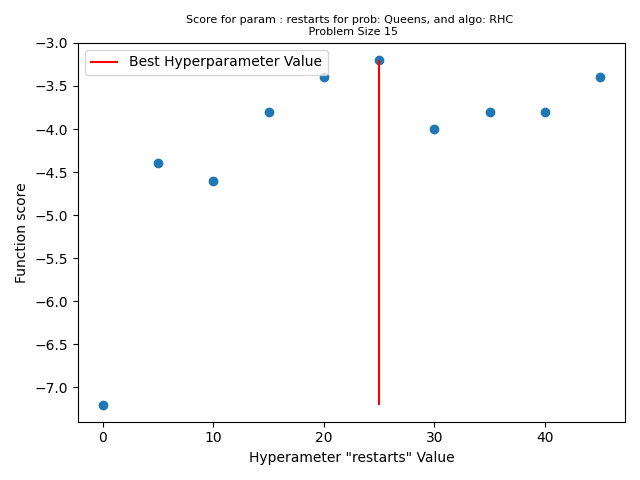 Score for param : restarts for prob: Queens, and algo: RHC
Problem Size 15
Best Hyperparameter Value
-3.0
−3.5
−4.0
−4.5
−5.0
−5.5
−6.0
−6.5
−7.0
Function score
0
10
20
30
40
Hyperameter "restarts" Value